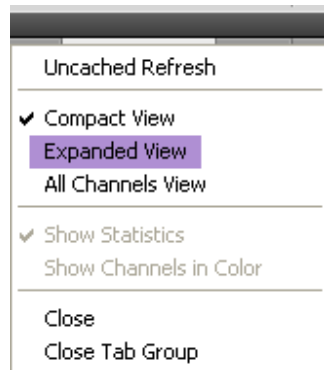 Uncached Refresh
Compact View
Expanded View
All Channels View
Show Statistics
Show Channels in Color
Close
Close Tab Group